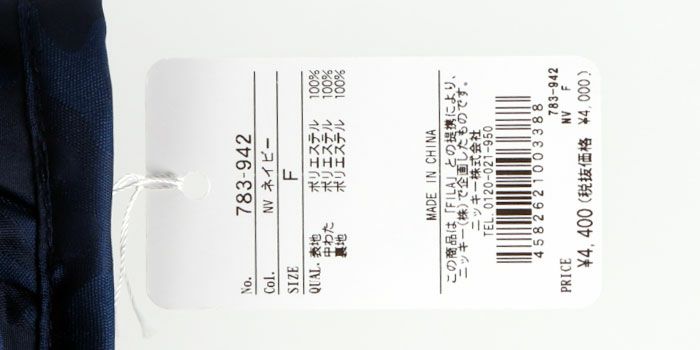 No. 783-942
Col. NV ネイビー
SIZE F
QUAL. 表地 ポリエステル 100%
中わた ポリエステル 100%
裏地 ポリエステル 100%
MADE IN CHINA
この商品は「FILA」との提携により、
ニッキー(株)で企画したものです。
ニッキー株式会社
TEL.0120-021-950
4582621003388
783-942
NV F
PRICE ¥4,400(税抜価格 ¥4,000)